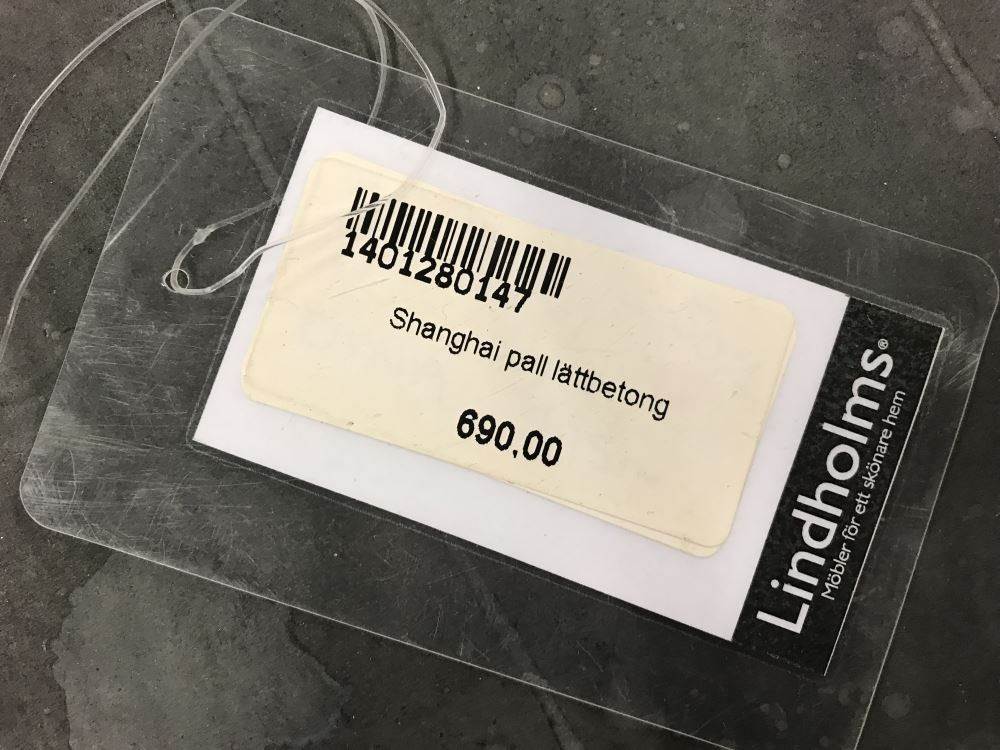 1401280147
Shanghai pall lättbetong
690,00
Lindholms®
Möbler för ett skönare hem